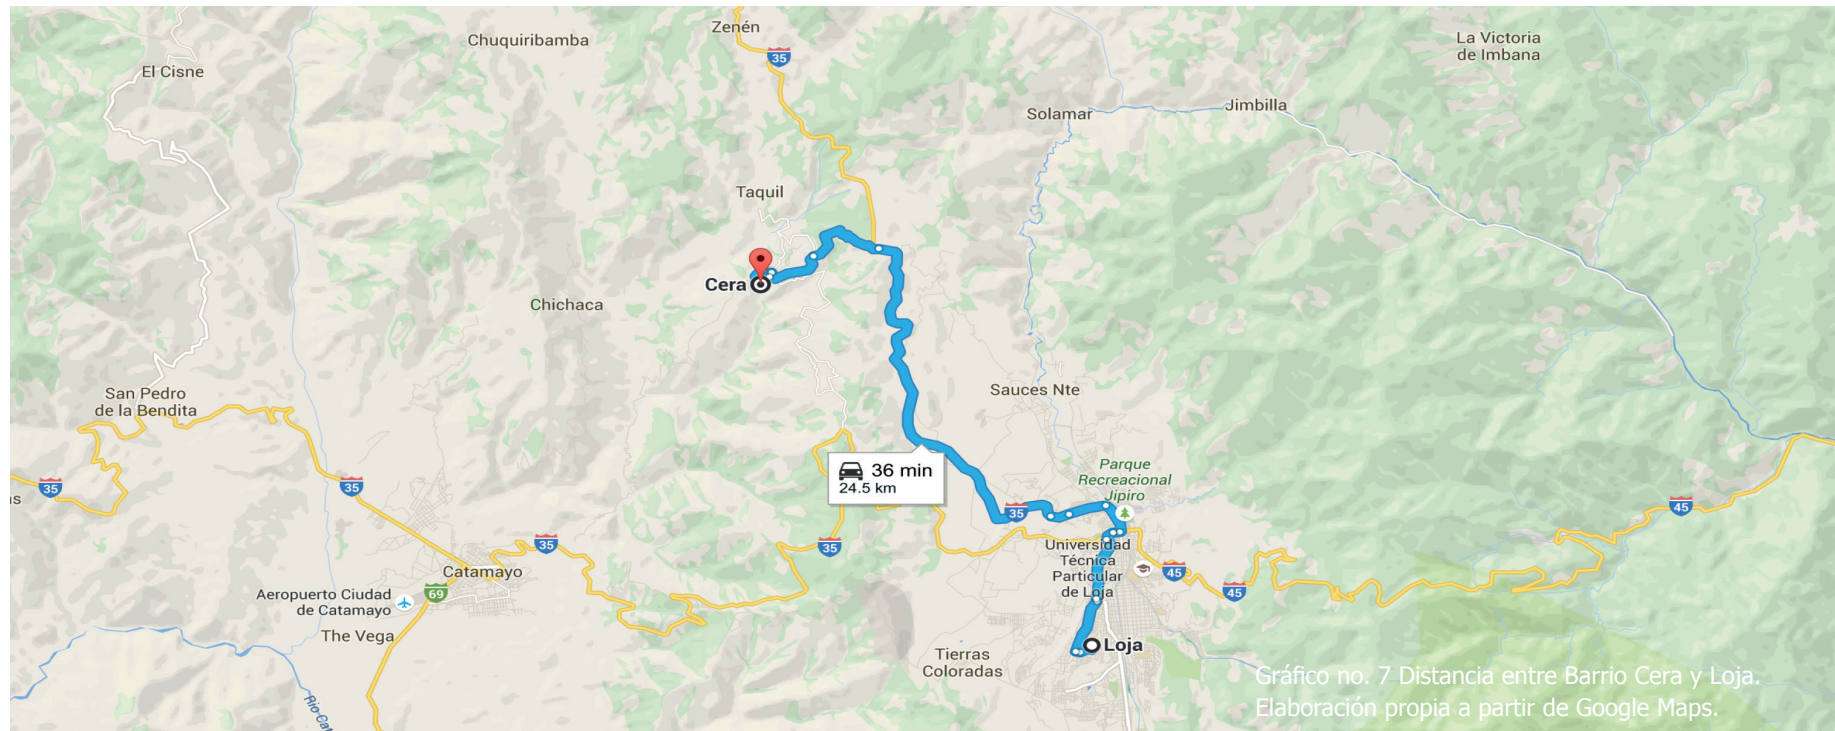 Zenén
Chuquiribamba
La Victoria
de Imbana
35
El Cisne
Solamar
Jimbilla
Taquil
Cera
Chichaca
San Pedro
de la Bendita
Sauces Nte
36 min
24.5 km
Parque
Recreacional
Jipiro
35
35
as
35
45
35
35
Universidad
Técnica
Particular
de Loja
45
45
Catamayo
69
Aeropuerto Ciudad
de Catamayo
The Vega
Loja
Tierras
Coloradas
Gráfico no. 7 Distancia entre Barrio Cera y Loja.
Elaboración propia a partir de Google Maps.